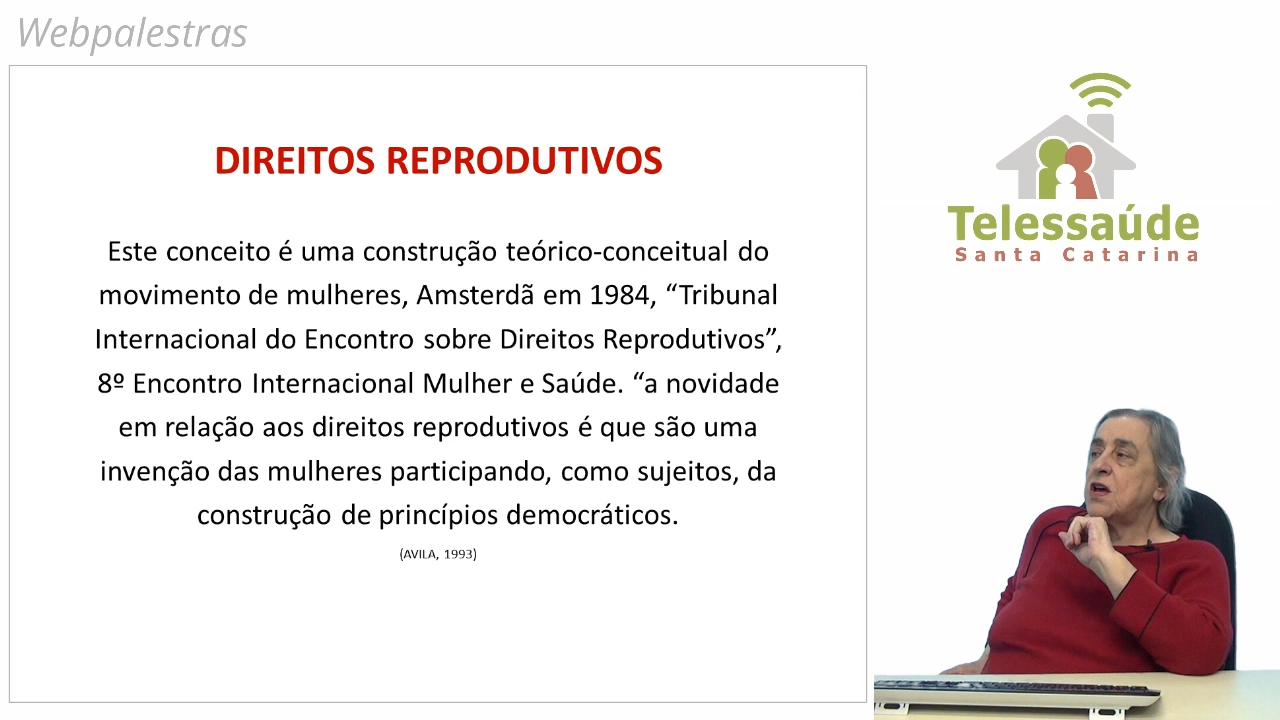 Webpalestras
DIREITOS REPRODUTIVOS
Este conceito é uma construção teórico-conceitual do
movimento de mulheres, Amsterdã em 1984, “Tribunal
Internacional do Encontro sobre Direitos Reprodutivos”,
8º Encontro Internacional Mulher e Saúde. “a novidade
em relação aos direitos reprodutivos é que são uma
invenção das mulheres participando, como sujeitos, da
construção de princípios democráticos.
(AVILA, 1993)
Telessaúde
Santa Catarina